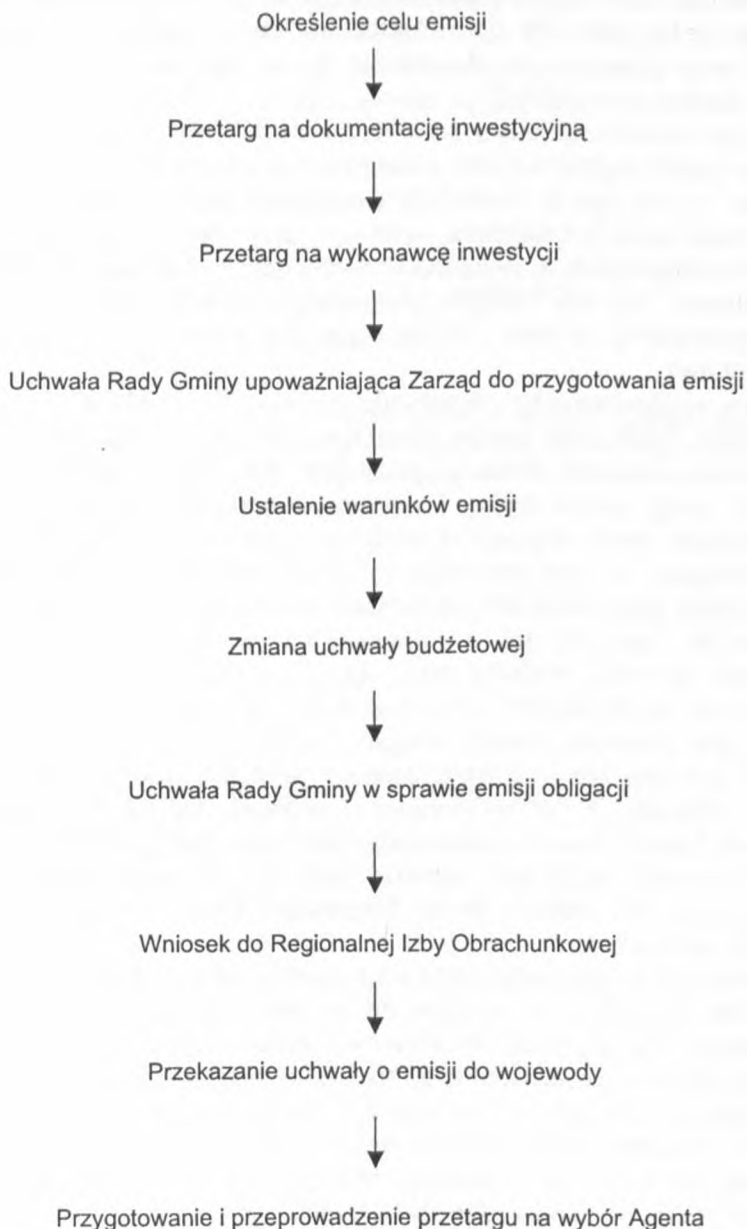 Określenie celu emisji
Przetarg na dokumentację inwestycyjną
Przetarg na wykonawcę inwestycji
Uchwała Rady Gminy upoważniająca Zarząd do przygotowania emisji
Ustalenie warunków emisji
Zmiana uchwały budżetowej
Uchwała Rady Gminy w sprawie emisji obligacji
Wniosek do Regionalnej Izby Obrachunkowej
Przekazanie uchwały o emisji do wojewody
Przygotowanie i przeprowadzenie przetargu na wybór Agenta